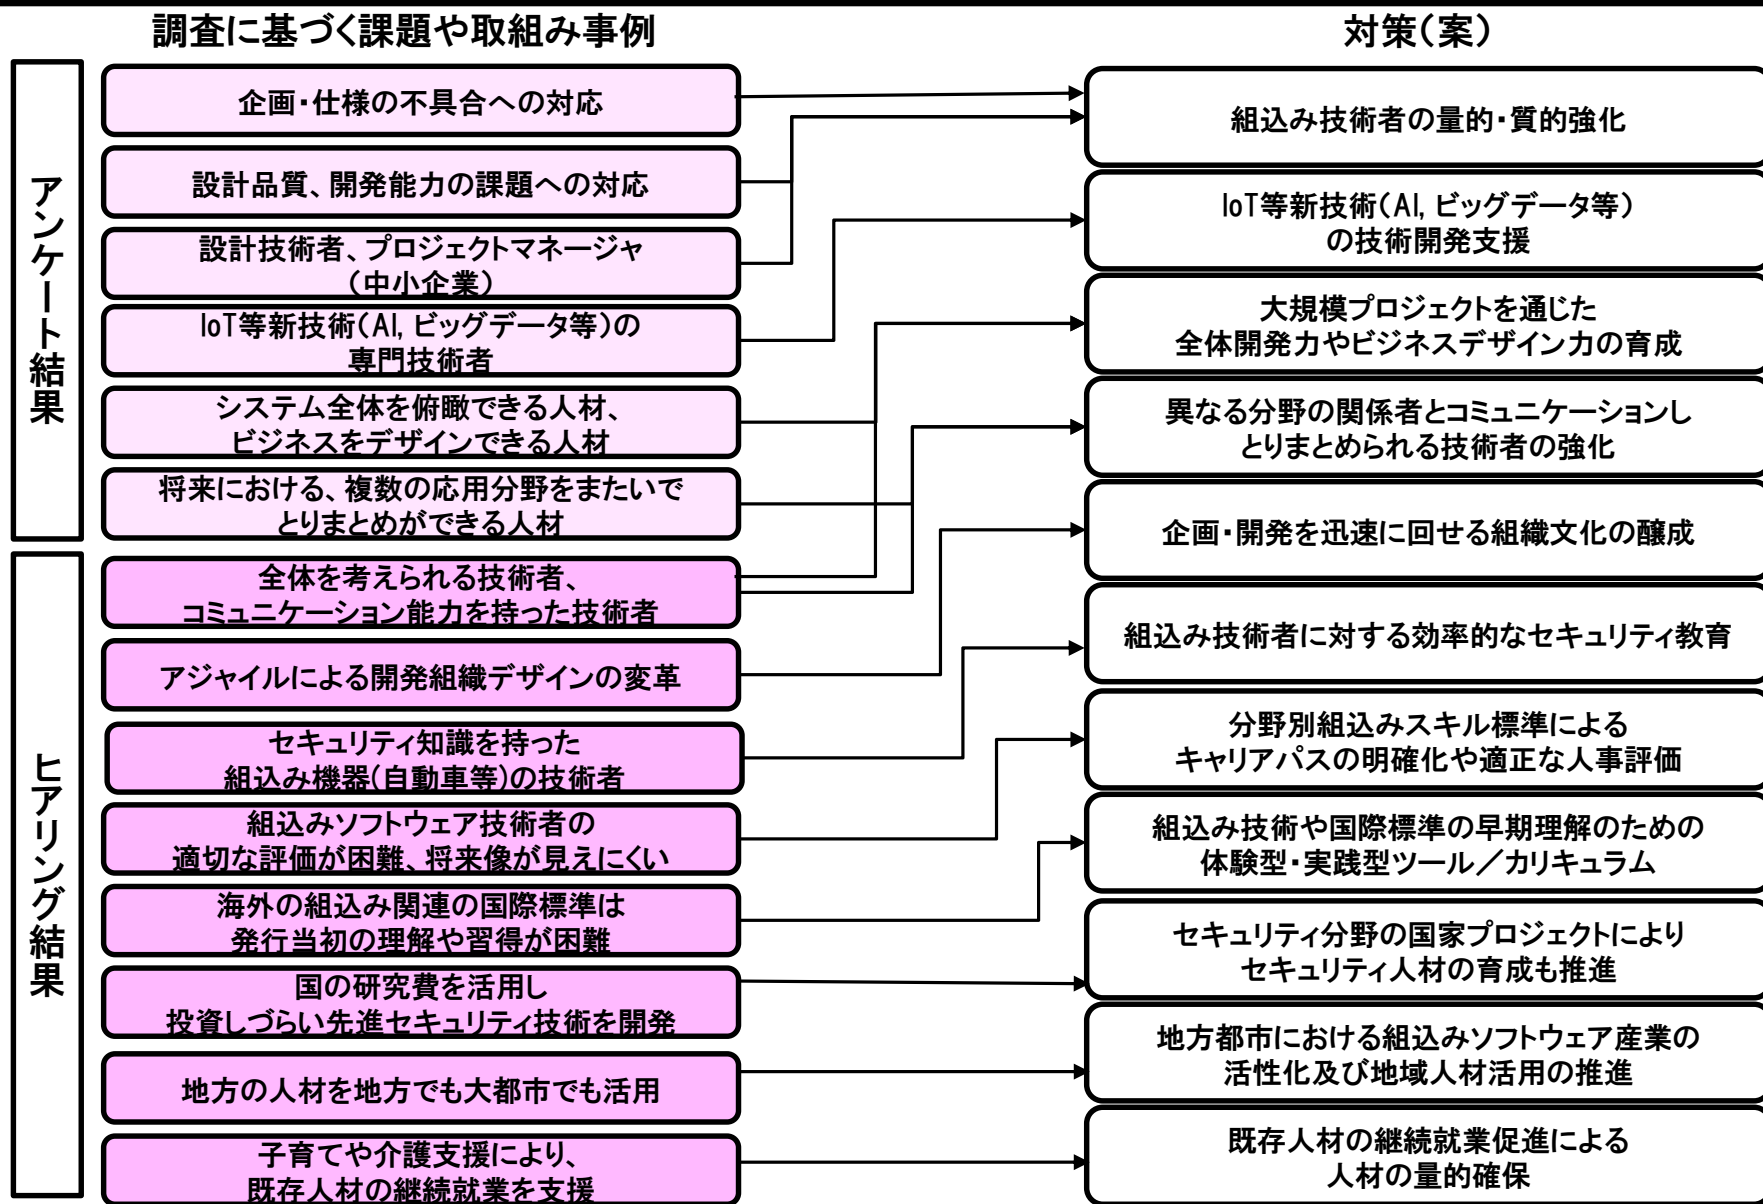 調査に基づく課題や取組み事例
対策(案)
アンケート結果
企画・仕様の不具合への対応
設計品質、開発能力の課題への対応
設計技術者、プロジェクトマネージャ
(中小企業)
IoT等新技術(AI, ビッグデータ等)の
専門技術者
システム全体を俯瞰できる人材、
ビジネスをデザインできる人材
将来における、複数の応用分野をまたいで
とりまとめができる人材
ヒアリング結果
全体を考えられる技術者、
コミュニケーション能力を持った技術者
アジャイルによる開発組織デザインの変革
セキュリティ知識を持った
組込み機器(自動車等)の技術者
組込みソフトウェア技術者の
適切な評価が困難、将来像が見えにくい
海外の組込み関連の国際標準は
発行当初の理解や習得が困難
国の研究費を活用し
投資しづらい先進セキュリティ技術を開発
地方の人材を地方でも大都市でも活用
子育てや介護支援により、
既存人材の継続就業を支援
組込み技術者の量的・質的強化
IoT等新技術(AI, ビッグデータ等)
の技術開発支援
大規模プロジェクトを通じた
全体開発力やビジネスデザイン力の育成
異なる分野の関係者とコミュニケーションし
とりまとめられる技術者の強化
企画・開発を迅速に回せる組織文化の醸成
組込み技術者に対する効率的なセキュリティ教育
分野別組込みスキル標準による
キャリアパスの明確化や適正な人事評価
組込み技術や国際標準の早期理解のための
体験型・実践型ツール/カリキュラム
セキュリティ分野の国家プロジェクトにより
セキュリティ人材の育成も推進
地方都市における組込みソフトウェア産業の
活性化及び地域人材活用の推進
既存人材の継続就業促進による
人材の量的確保